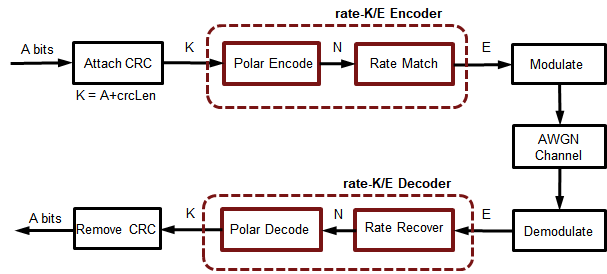 rate-K/E Encoder
A bits
Attach CRC
K
Polar Encode
N
Rate Match
E
Modulate
K = A+crcLen
AWGN
Channel
rate-K/E Decoder
A bits
Remove CRC
K
Polar Decode
N
Rate Recover
E
Demodulate